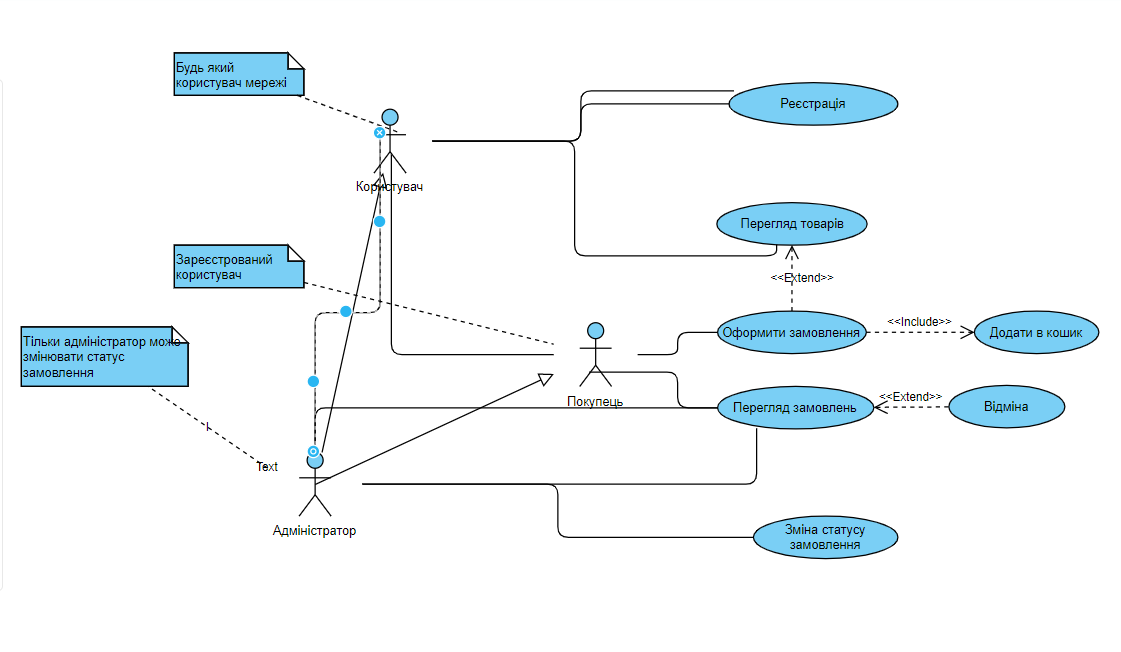 Будь який
користувач мережі
Реєстрація
Користувач
Перегляд товарів
Зареєстрований
користувач
<<Extend>>
Тільки адміністратор може
змінювати статус
замовлення
Оформити замовлення
<<Include>>
Додати в кошик
Покупець
Перегляд замовлень
<<Extend>>
Відміна
Text
Адміністратор
Зміна статусу
замовлення